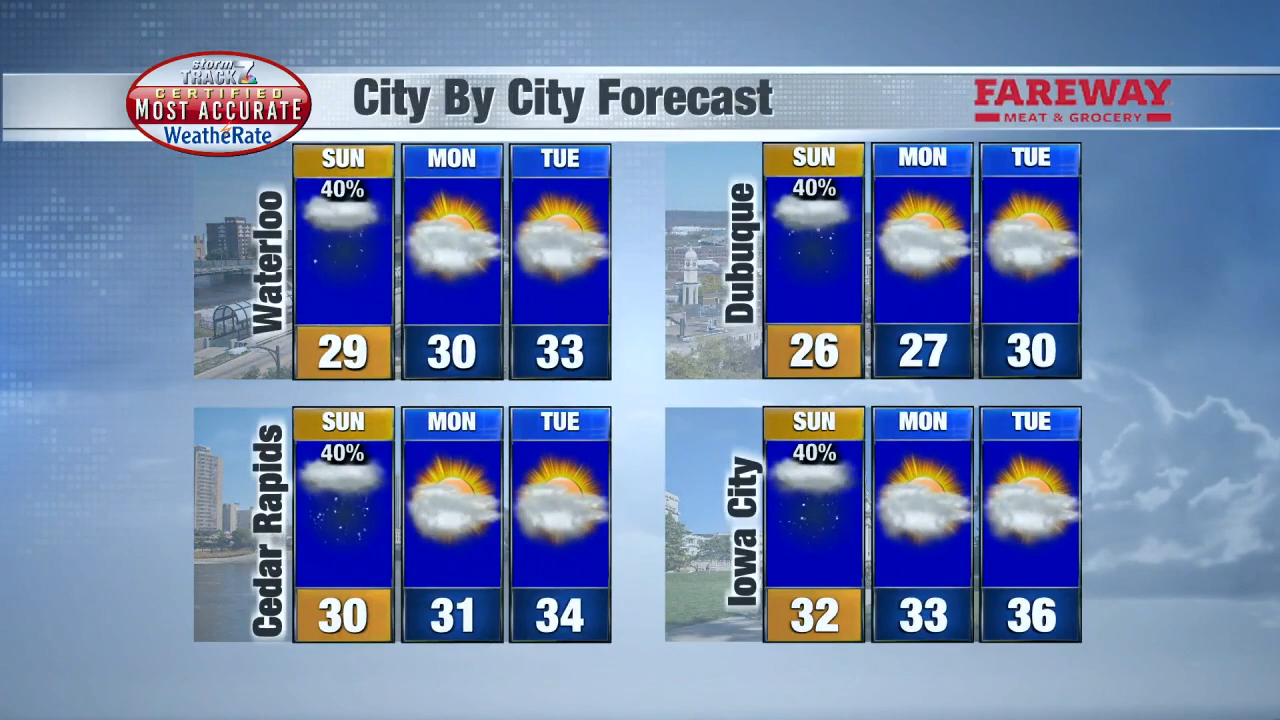 storm
TRACK 7
CERTIFIED
MOST ACCURATE
WeatheRate
City By City Forecast
FAREWAY
MEAT & GROCERY
Waterloo
SUN MON TUE
40%
29 30 33
Dubuque
SUN MON TUE
40%
26 27 30
Cedar Rapids
SUN MON TUE
40%
30 31 34
Iowa City
SUN MON TUE
40%
32 33 36